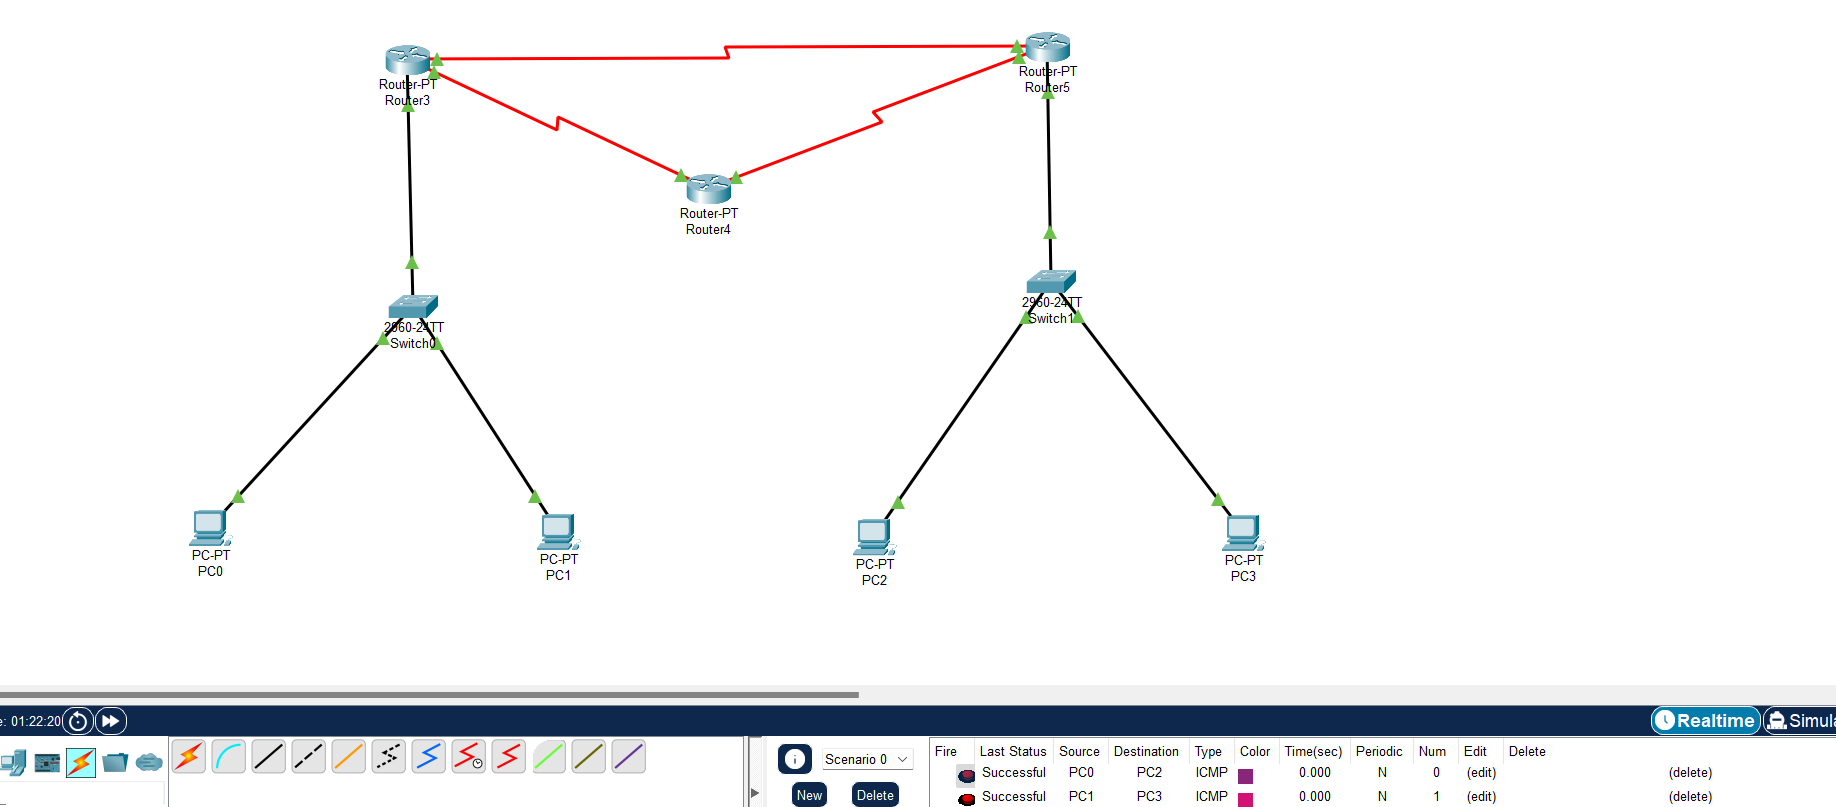 Router-PT
Router3
Router-PT
Router5
Router-PT
Router4
2960-24TT
Switch0
2960-24TT
Switch1
PC-PT
PC0
PC-PT
PC1
PC-PT
PC2
PC-PT
PC3
e: 01:22:20
Realtime
Simula
Scenario 0
New
Delete
Fire Last Status Source Destination Type Color Time(sec) Periodic Num Edit Delete
Successful PC0 PC2 ICMP 0.000 N 0 (edit) (delete)
Successful PC1 PC3 ICMP 0.000 N 1 (edit) (delete)